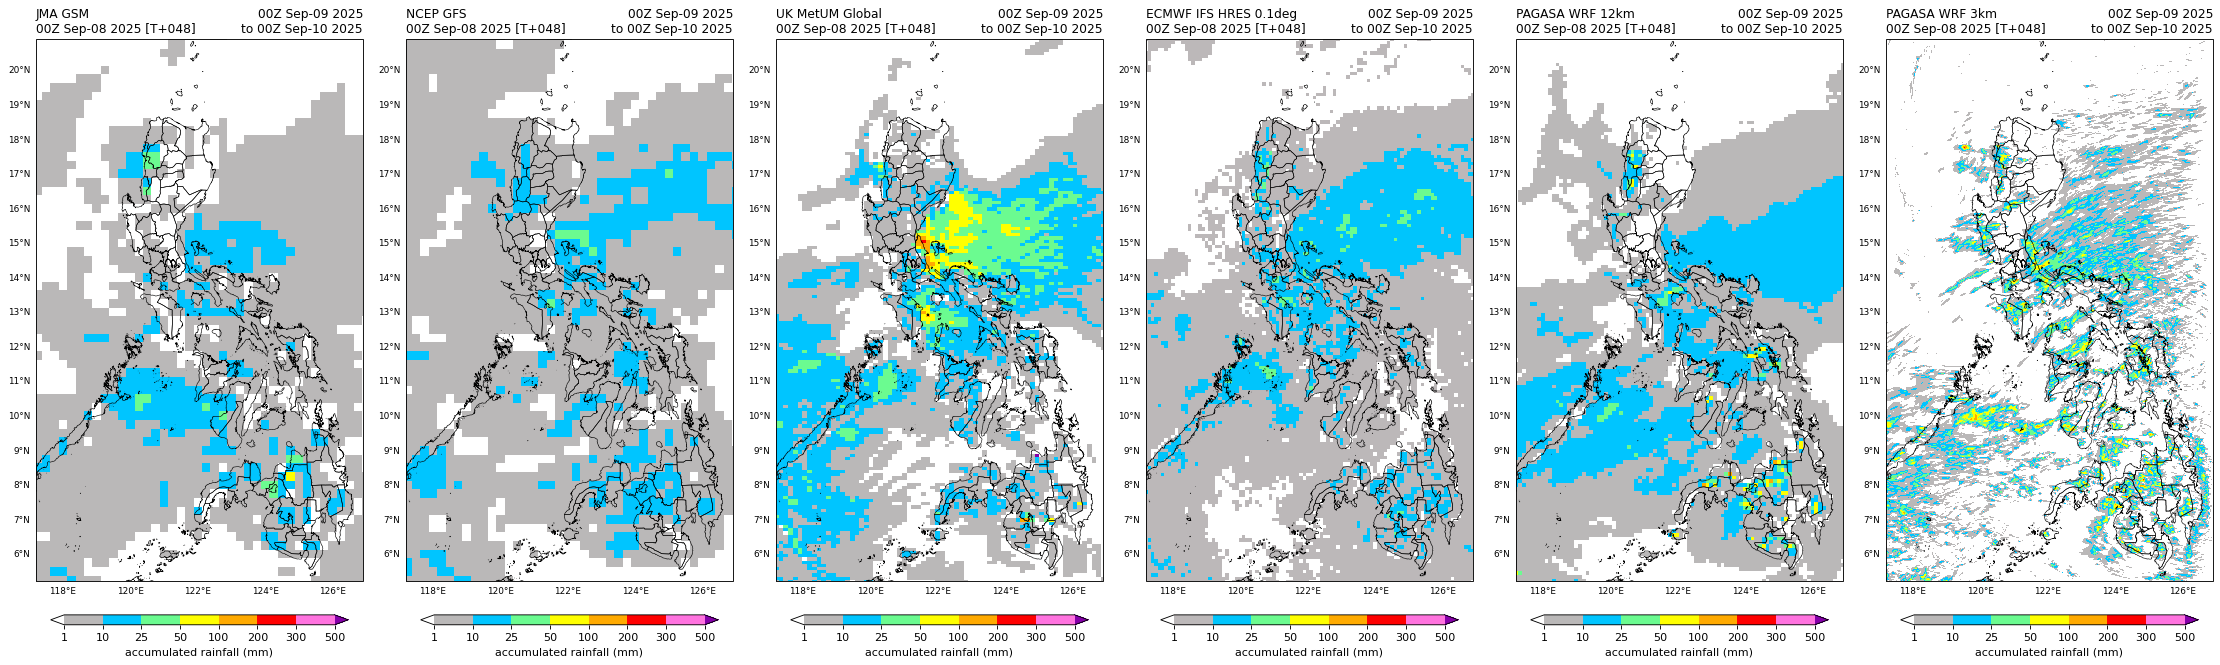 JMA GSM 00Z Sep-09 2025
00Z Sep-08 2025 [T+048] to 00Z Sep-10 2025
20°N
19°N
18°N
17°N
16°N
15°N
14°N
13°N
12°N
11°N
10°N
9°N
8°N
7°N
6°N
118°E 120°E 122°E 124°E 126°E
1 10 25 50 100 200 300 500
accumulated rainfall (mm)
NCEP GFS 00Z Sep-09 2025
00Z Sep-08 2025 [T+048] to 00Z Sep-10 2025
20°N
19°N
18°N
17°N
16°N
15°N
14°N
13°N
12°N
11°N
10°N
9°N
8°N
7°N
6°N
118°E 120°E 122°E 124°E 126°E
1 10 25 50 100 200 300 500
accumulated rainfall (mm)
UK MetUM Global 00Z Sep-09 2025
00Z Sep-08 2025 [T+048] to 00Z Sep-10 2025
20°N
19°N
18°N
17°N
16°N
15°N
14°N
13°N
12°N
11°N
10°N
9°N
8°N
7°N
6°N
118°E 120°E 122°E 124°E 126°E
1 10 25 50 100 200 300 500
accumulated rainfall (mm)
ECMWF IFS HRES 0.1deg 00Z Sep-09 2025
00Z Sep-08 2025 [T+048] to 00Z Sep-10 2025
20°N
19°N
18°N
17°N
16°N
15°N
14°N
13°N
12°N
11°N
10°N
9°N
8°N
7°N
6°N
118°E 120°E 122°E 124°E 126°E
1 10 25 50 100 200 300 500
accumulated rainfall (mm)
PAGASA WRF 12km 00Z Sep-09 2025
00Z Sep-08 2025 [T+048] to 00Z Sep-10 2025
20°N
19°N
18°N
17°N
16°N
15°N
14°N
13°N
12°N
11°N
10°N
9°N
8°N
7°N
6°N
118°E 120°E 122°E 124°E 126°E
1 10 25 50 100 200 300 500
accumulated rainfall (mm)
PAGASA WRF 3km 00Z Sep-09 2025
00Z Sep-08 2025 [T+048] to 00Z Sep-10 2025
20°N
19°N
18°N
17°N
16°N
15°N
14°N
13°N
12°N
11°N
10°N
9°N
8°N
7°N
6°N
118°E 120°E 122°E 124°E 126°E
1 10 25 50 100 200 300 500
accumulated rainfall (mm)